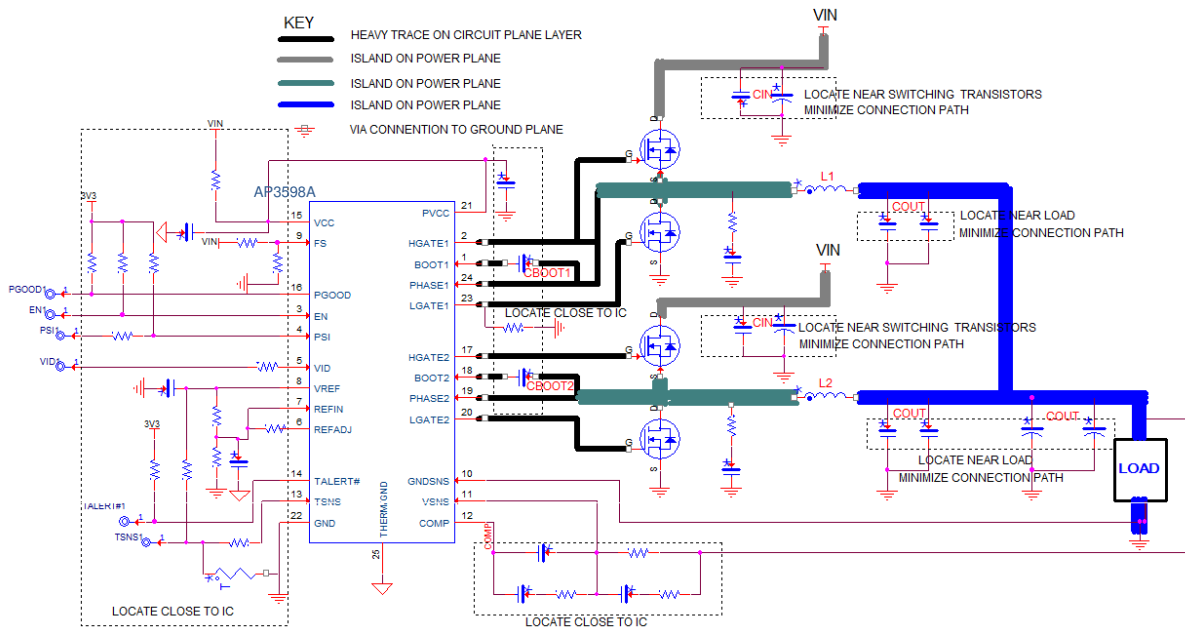 KEY
HEAVY TRACE ON CIRCUIT PLANE LAYER
ISLAND ON POWER PLANE
ISLAND ON POWER PLANE
ISLAND ON POWER PLANE
VIA CONNENTION TO GROUND PLANE
VIN
CIN
LOCATE NEAR SWITCHING TRANSISTORS
MINIMIZE CONNECTION PATH
VIN
3V3
AP3598A
VIN
15 VCC
9 FS
16 PGOOD
3 EN
4 PSI
5 VID
8 VREF
7 REFIN
6 REFADJ
14 TALERT#
13 TSNS
22 GND
PVCC 21
HGATE1 2
BOOT1 1
PHASE1 24
LGATE1 23
HGATE2 17
BOOT2 18
PHASE2 19
LGATE2 20
GNDSNS 10
VSNS 11
COMP 12
THERMAL GND
25
COMP
PGOOD1 1
EN1 1
PSI1 1
VID1 1
3V3
TALERT#1 1
TSNS1 1
T
CBOOT1
LOCATE CLOSE TO IC
CBOOT2
D
G
S
D
G
S
L1
COUT
LOCATE NEAR LOAD
MINIMIZE CONNECTION PATH
VIN
CIN
LOCATE NEAR SWITCHING TRANSISTORS
MINIMIZE CONNECTION PATH
D
G
S
D
G
S
L2
COUT
COUT
LOCATE NEAR LOAD
MINIMIZE CONNECTION PATH
LOAD
LOCATE CLOSE TO IC
LOCATE CLOSE TO IC